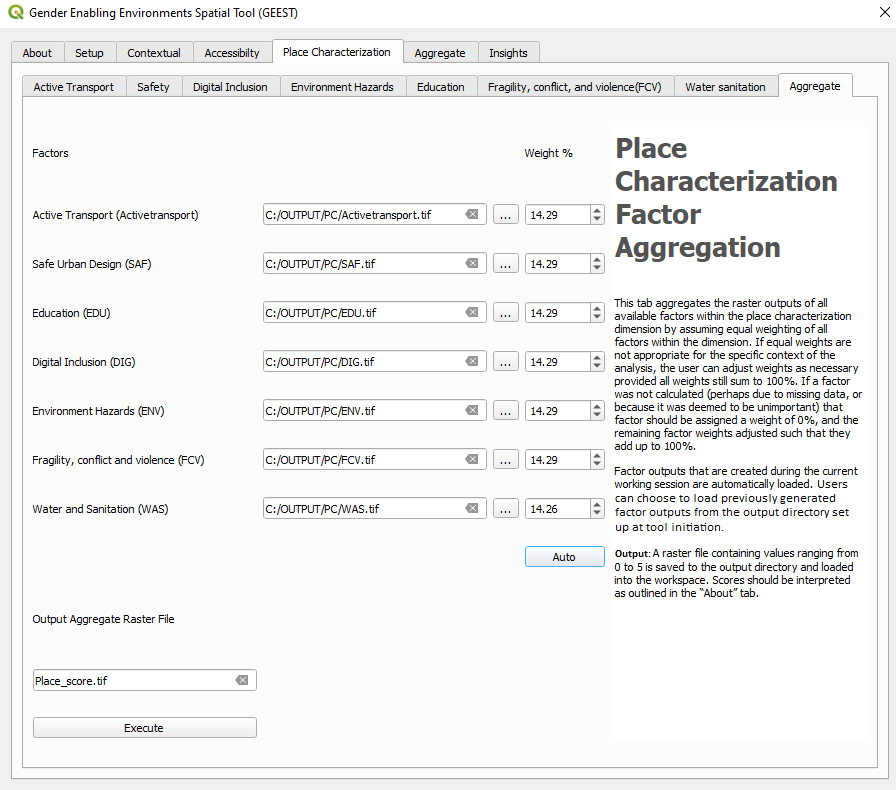 Gender Enabling Environments Spatial Tool (GEEST)
About Setup Contextual Accessibilty Place Characterization Aggregate Insights
Active Transport Safety Digital Inclusion Environment Hazards Education Fragility, conflict, and violence(FCV) Water sanitation Aggregate
Factors Weight %
Active Transport (Activetransport) C:/OUTPUT/PC/Activetransport.tif ... 14.29
Safe Urban Design (SAF) C:/OUTPUT/PC/SAF.tif ... 14.29
Education (EDU) C:/OUTPUT/PC/EDU.tif ... 14.29
Digital Inclusion (DIG) C:/OUTPUT/PC/DIG.tif ... 14.29
Environment Hazards (ENV) C:/OUTPUT/PC/ENV.tif ... 14.29
Fragility, conflict and violence (FCV) C:/OUTPUT/PC/FCV.tif ... 14.29
Water and Sanitation (WAS) C:/OUTPUT/PC/WAS.tif ... 14.26
Auto
Output Aggregate Raster File
Place_score.tif
Execute
Place
Characterization
Factor
Aggregation
This tab aggregates the raster outputs of all
available factors within the place characterization
dimension by assuming equal weighting of all
factors within the dimension. If equal weights are
not appropriate for the specific context of the
analysis, the user can adjust weights as necessary
provided all weights still sum to 100%. If a factor
was not calculated (perhaps due to missing data, or
because it was deemed to be unimportant) that
factor should be assigned a weight of 0%, and the
remaining factor weights adjusted such that they
add up to 100%.
Factor outputs that are created during the current
working session are automatically loaded. Users
can choose to load previously generated
factor outputs from the output directory set
up at tool initiation.
Output: A raster file containing values ranging from
0 to 5 is saved to the output directory and loaded
into the workspace. Scores should be interpreted
as outlined in the “About” tab.